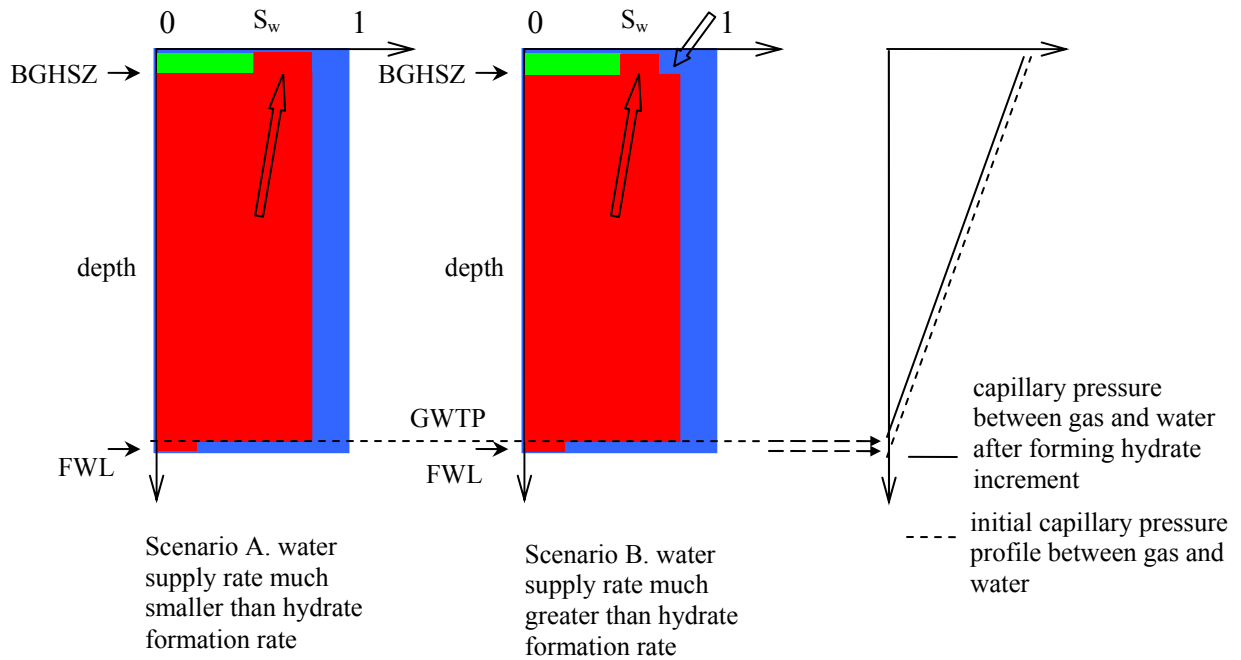 0 Sw 1
0 Sw 1
BGHSZ
BGHSZ
depth
depth
GWTP
FWL
FWL
capillary pressure
between gas and water
after forming hydrate
increment
initial capillary pressure
profile between gas and
water
Scenario A. water
supply rate much
smaller than hydrate
formation rate
Scenario B. water
supply rate much
greater than hydrate
formation rate